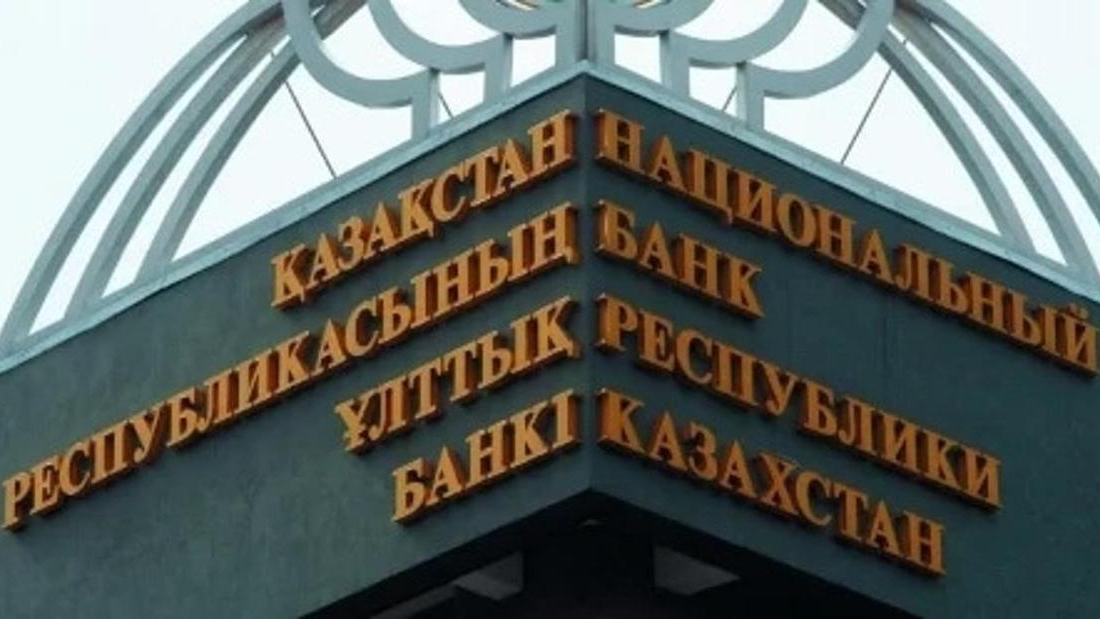 ҚАЗАҚСТАН
РЕСПУБЛИКАСЫНЫҢ
ҰЛТТЫҚ
БАНКІ
НАЦИОНАЛЬНЫЙ
БАНК
РЕСПУБЛИКИ
КАЗАХСТАН